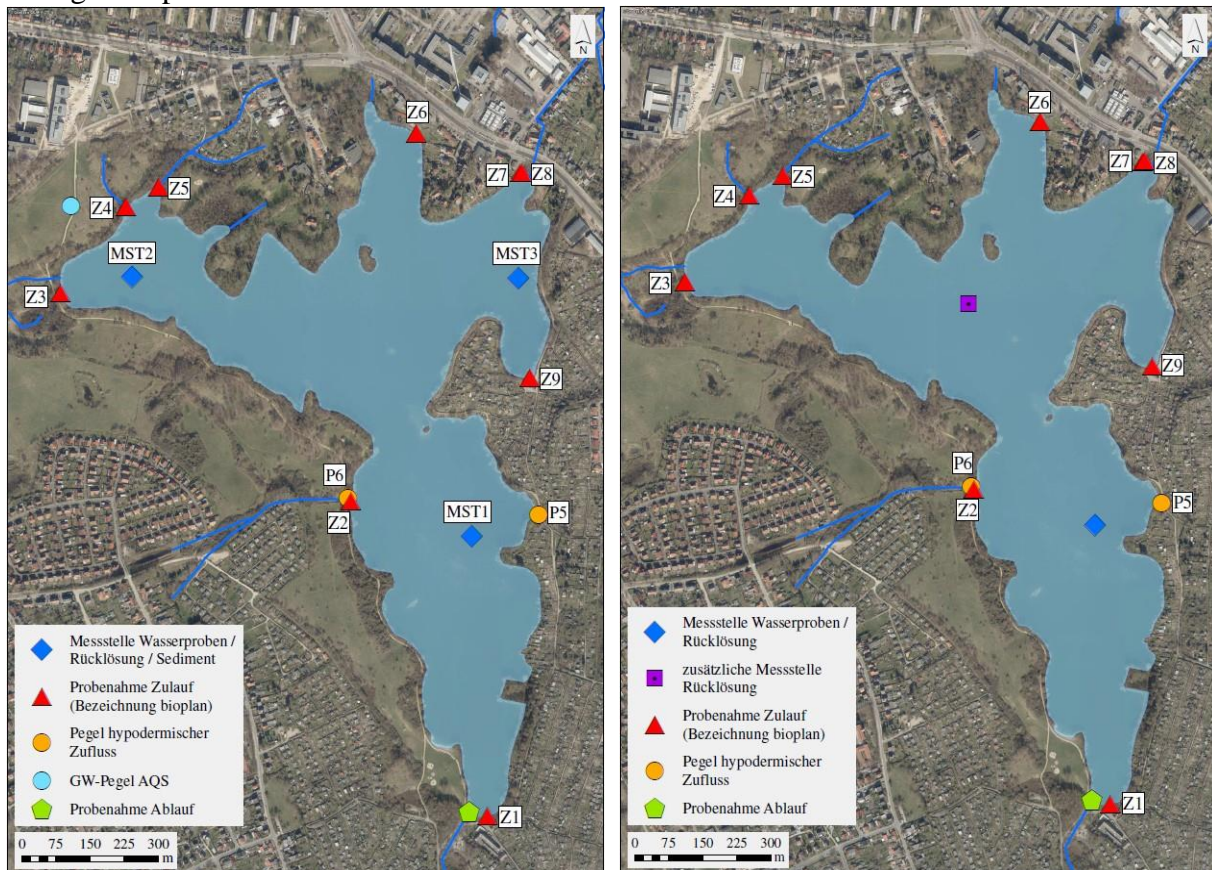 N
Z6
Z7
Z8
Z5
Z4
MST2
MST3
Z3
Z9
P6
Z2
P5
MST1
Messstelle Wasserproben /
Rücklösung / Sediment
Probenahme Zulauf
(Bezeichnung bioplan)
Pegel hypodermischer
Zufluss
GW-Pegel AQS
Probenahme Ablauf
Z1
0 75 150 225 300
m
N
Z6
Z7
Z8
Z5
Z4
Z3
Z9
P6
Z2
P5
Messstelle Wasserproben /
Rücklösung
zusätzliche Messstelle
Rücklösung
Probenahme Zulauf
(Bezeichnung bioplan)
Pegel hypodermischer
Zufluss
Probenahme Ablauf
Z1
0 75 150 225 300
m